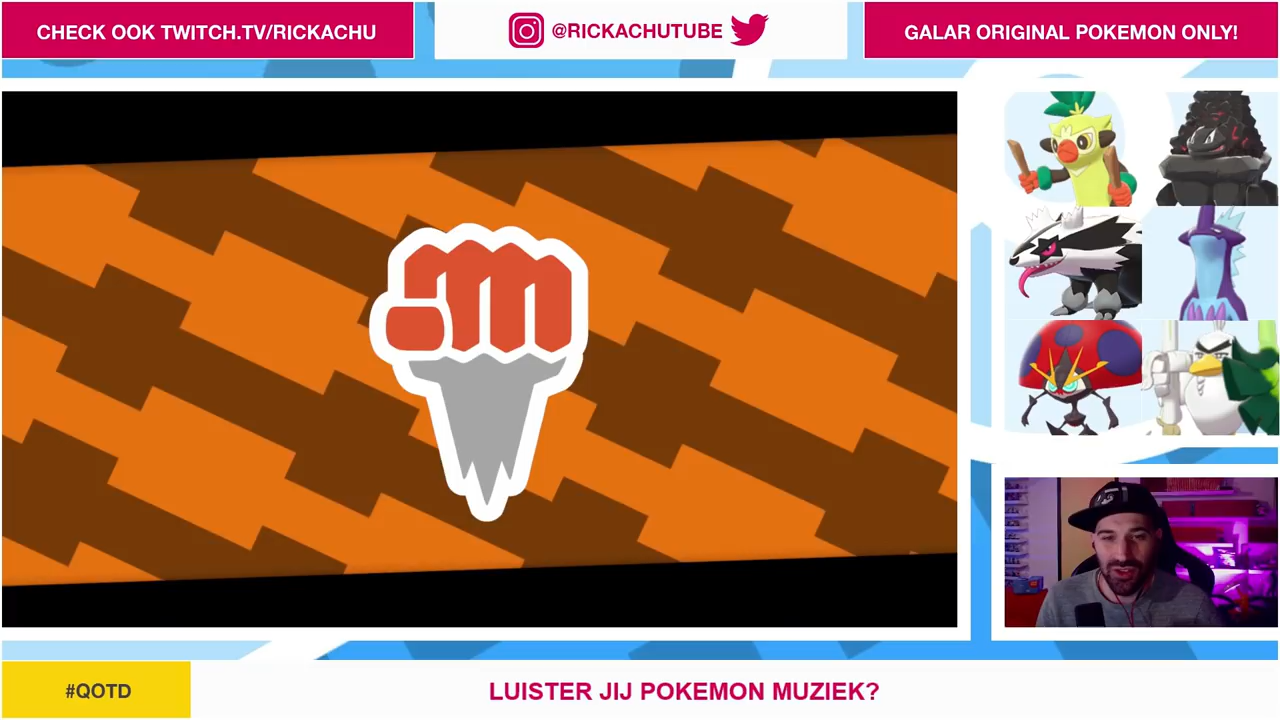 CHECK OOK TWITCH.TV/RICKACHU
@RICKACHUTUBE
GALAR ORIGINAL POKEMON ONLY!
#QOTD
LUISTER JIJ POKEMON MUZIEK?